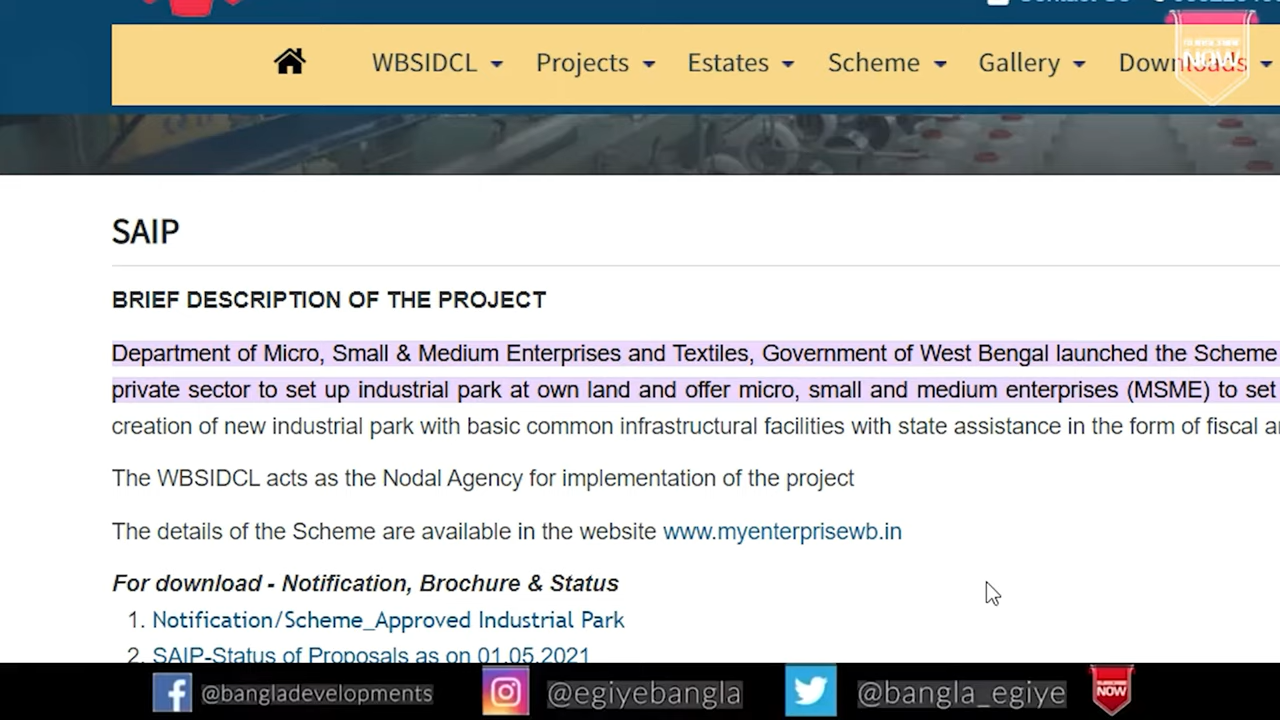 WBSIDCL Projects Estates Scheme Gallery Downloads
NOW
SAIP
BRIEF DESCRIPTION OF THE PROJECT
Department of Micro, Small & Medium Enterprises and Textiles, Government of West Bengal launched the Scheme
private sector to set up industrial park at own land and offer micro, small and medium enterprises (MSME) to set
creation of new industrial park with basic common infrastructural facilities with state assistance in the form of fiscal
The WBSIDCL acts as the Nodal Agency for implementation of the project
The details of the Scheme are available in the website www.myenterprisewb.in
For download - Notification, Brochure & Status
1. Notification/Scheme_Approved Industrial Park
2. SAIP-Status of Proposals as on 01.05.2021
@bangladevelopments @egiyebangla @bangla_egiye NOW